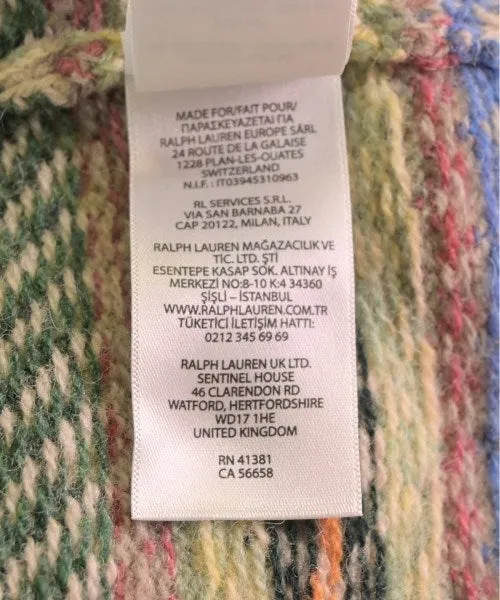 MADE FOR/FAIT POUR/
ΠΑΡΑΣΚΕΥΑΖΕΤΑΙ ΓΙΑ
RALPH LAUREN EUROPE SÀRL
24 ROUTE DE LA GALAISE
1228 PLAN-LES-OUATES
SWITZERLAND
N.I.F. : IT03945310963
RL SERVICES S.R.L.
VIA SAN BARNABA 27
CAP 20122, MILAN, ITALY
RALPH LAUREN MAĞAZACILIK VE
TİC. LTD. ŞTİ
ESENTEPE KASAP SOK. ALTINAY İŞ
MERKEZİ NO:8-10 K:4 34360
ŞİŞLİ – İSTANBUL
WWW.RALPHLAUREN.COM.TR
TÜKETİCİ İLETİŞİM HATTI:
0212 345 69 69
RALPH LAUREN UK LTD.
SENTINEL HOUSE
46 CLARENDON RD
WATFORD, HERTFORDSHIRE
WD17 1HE
UNITED KINGDOM
RN 41381
CA 56658